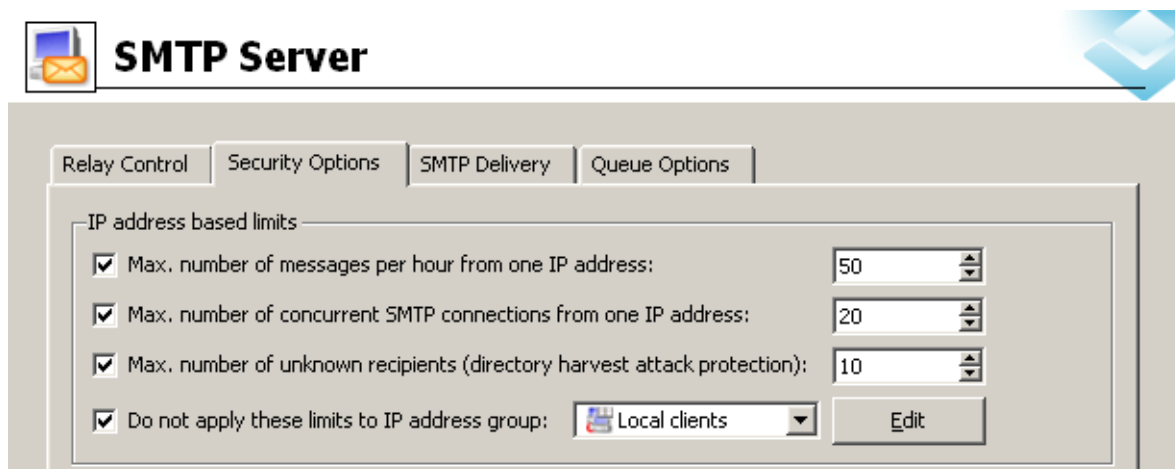 SMTP Server
Relay Control Security Options SMTP Delivery Queue Options
IP address based limits
Max. number of messages per hour from one IP address: 50
Max. number of concurrent SMTP connections from one IP address: 20
Max. number of unknown recipients (directory harvest attack protection): 10
Do not apply these limits to IP address group: Local clients Edit